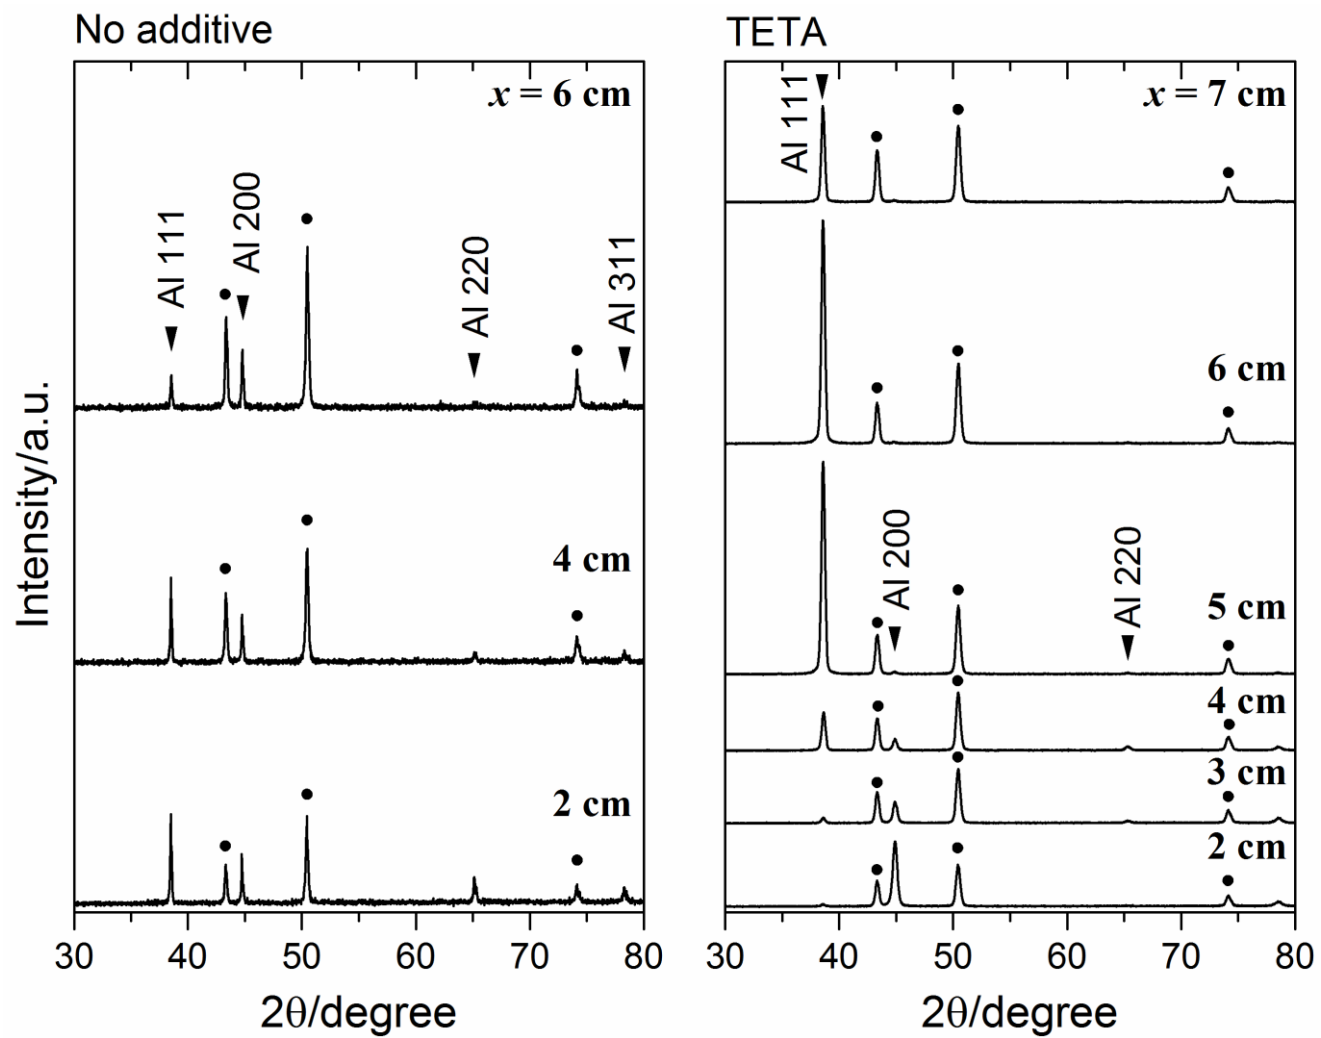 No additive
x = 6 cm
Al 111
Al 200
Al 220
Al 311
4 cm
2 cm
Intensity/a.u.
30 40 50 60 70 80
2θ/degree
TETA
x = 7 cm
Al 111
6 cm
Al 200
Al 220
5 cm
4 cm
3 cm
2 cm
30 40 50 60 70 80
2θ/degree